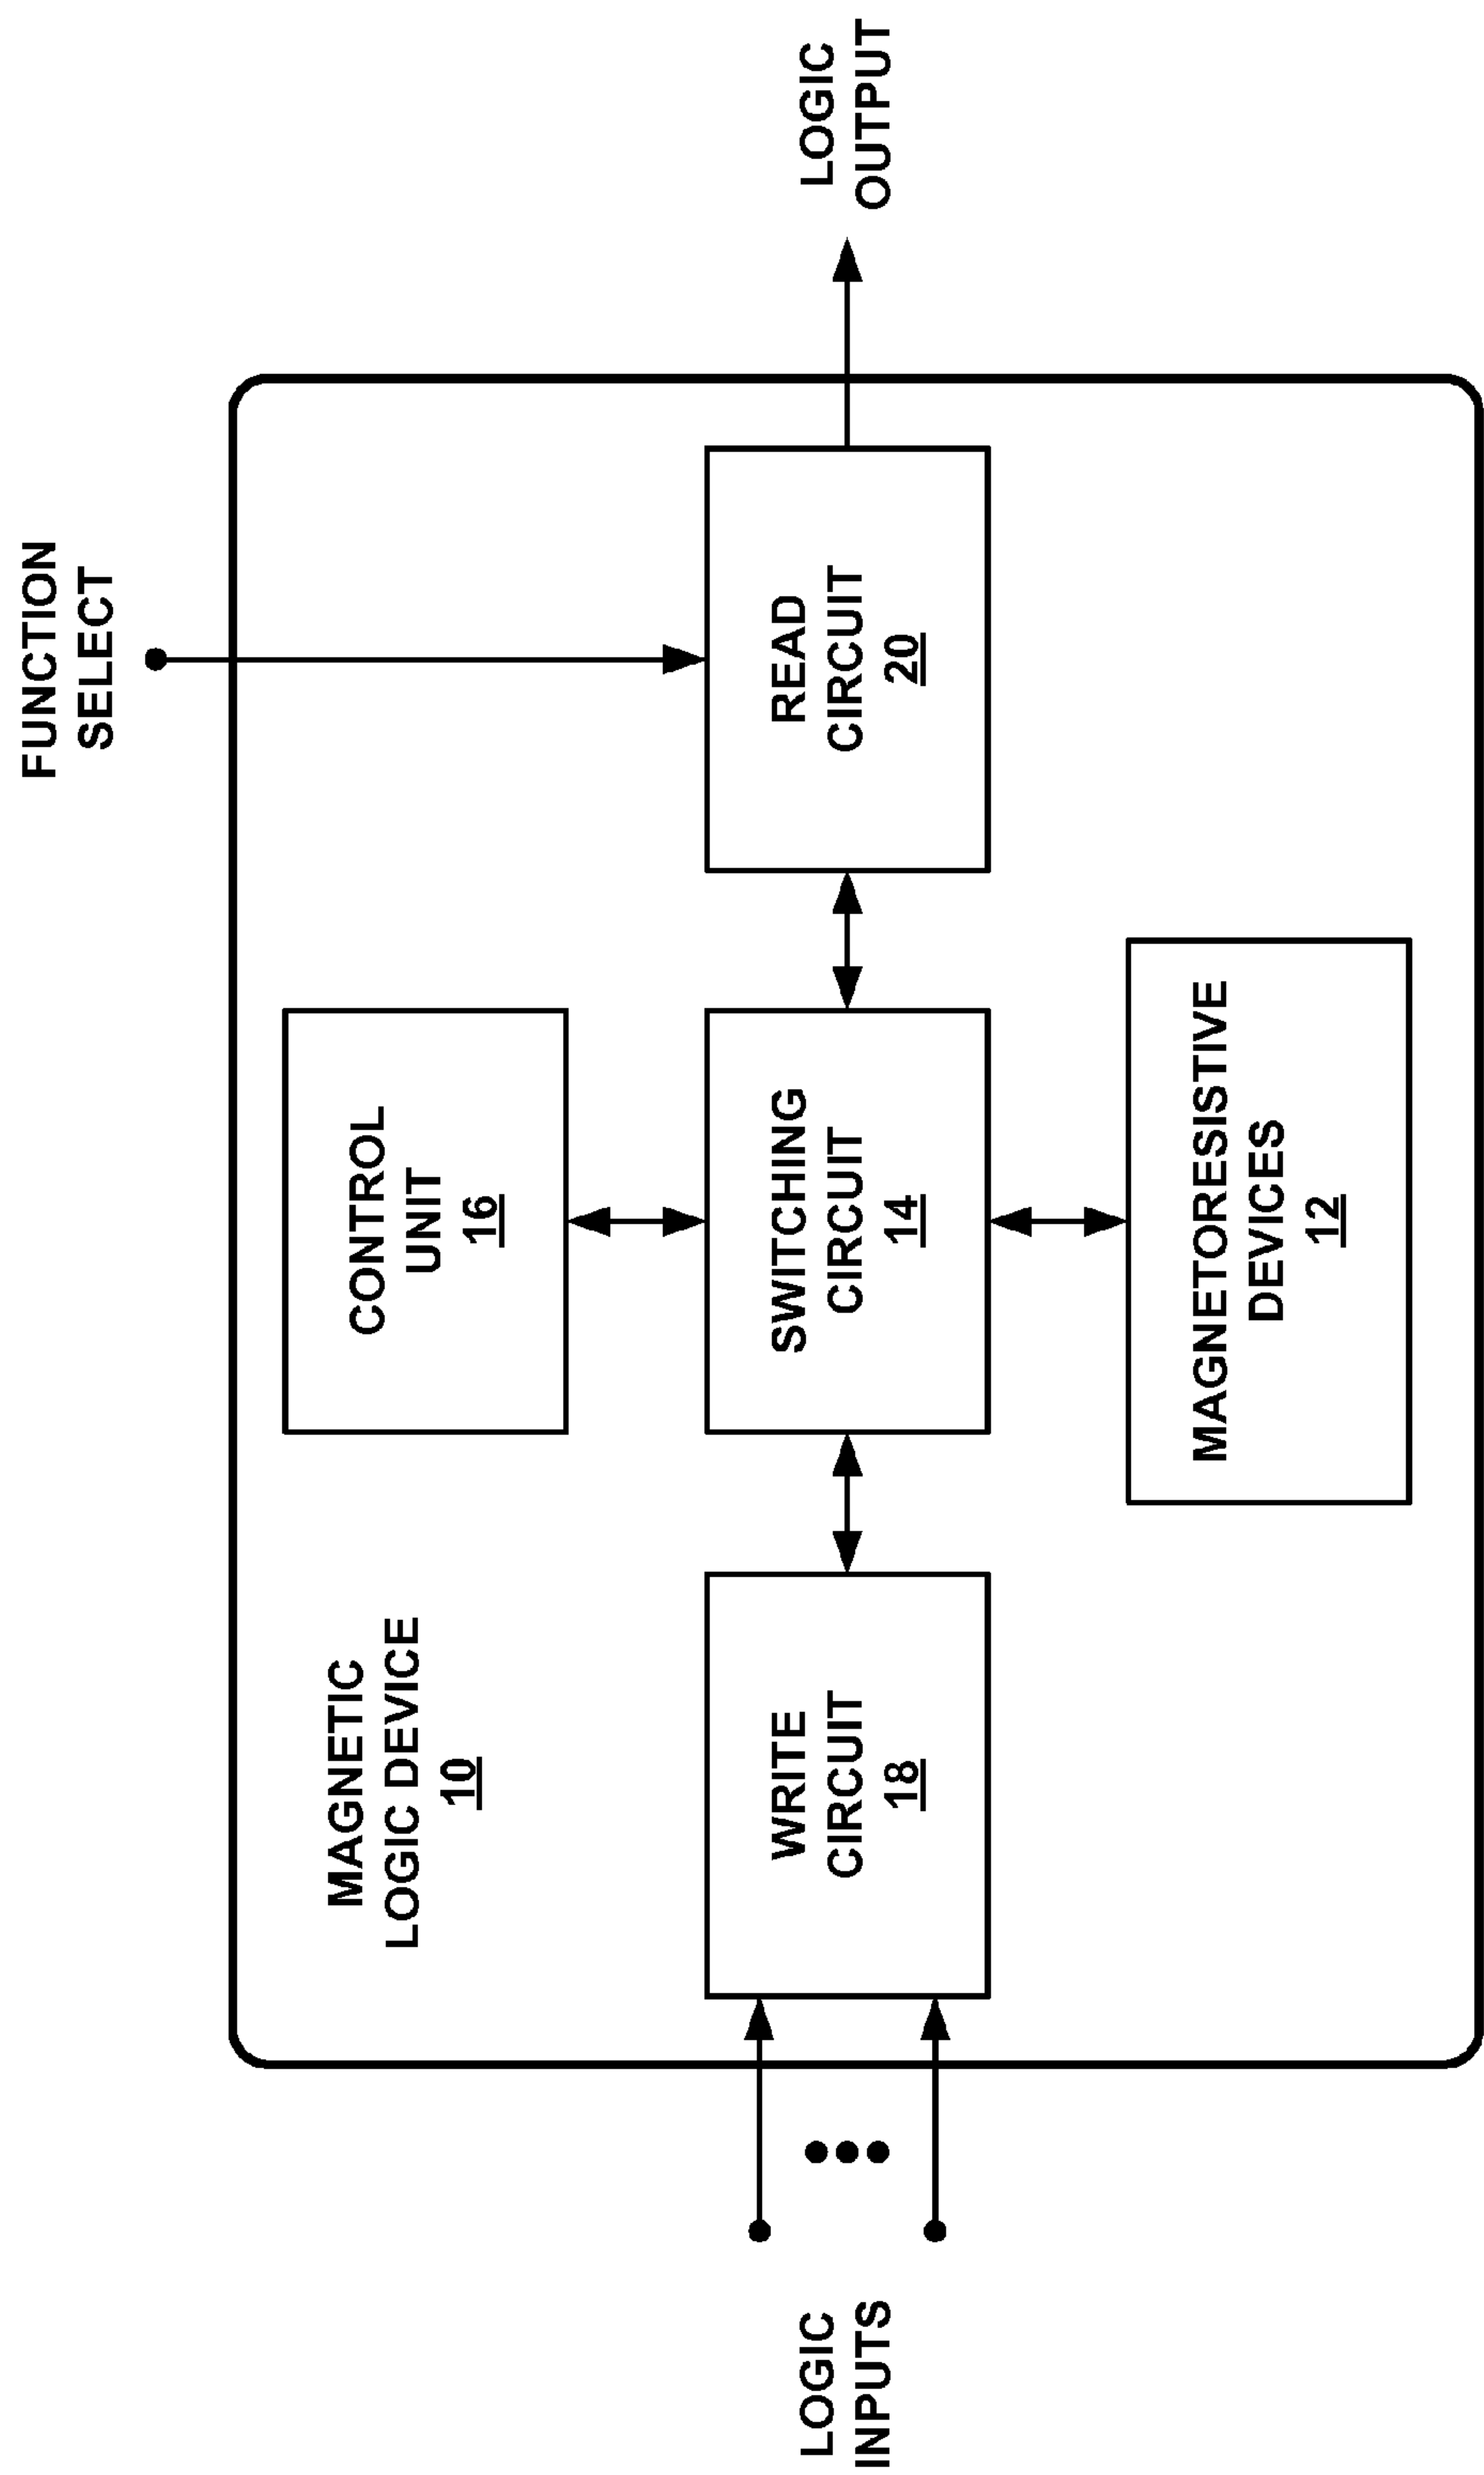 FUNCTION
SELECT
MAGNETIC
LOGIC DEVICE
10
CONTROL
UNIT
16
LOGIC
INPUTS
WRITE
CIRCUIT
18
SWITCHING
CIRCUIT
14
READ
CIRCUIT
20
LOGIC
OUTPUT
MAGNETORESISTIVE
DEVICES
12